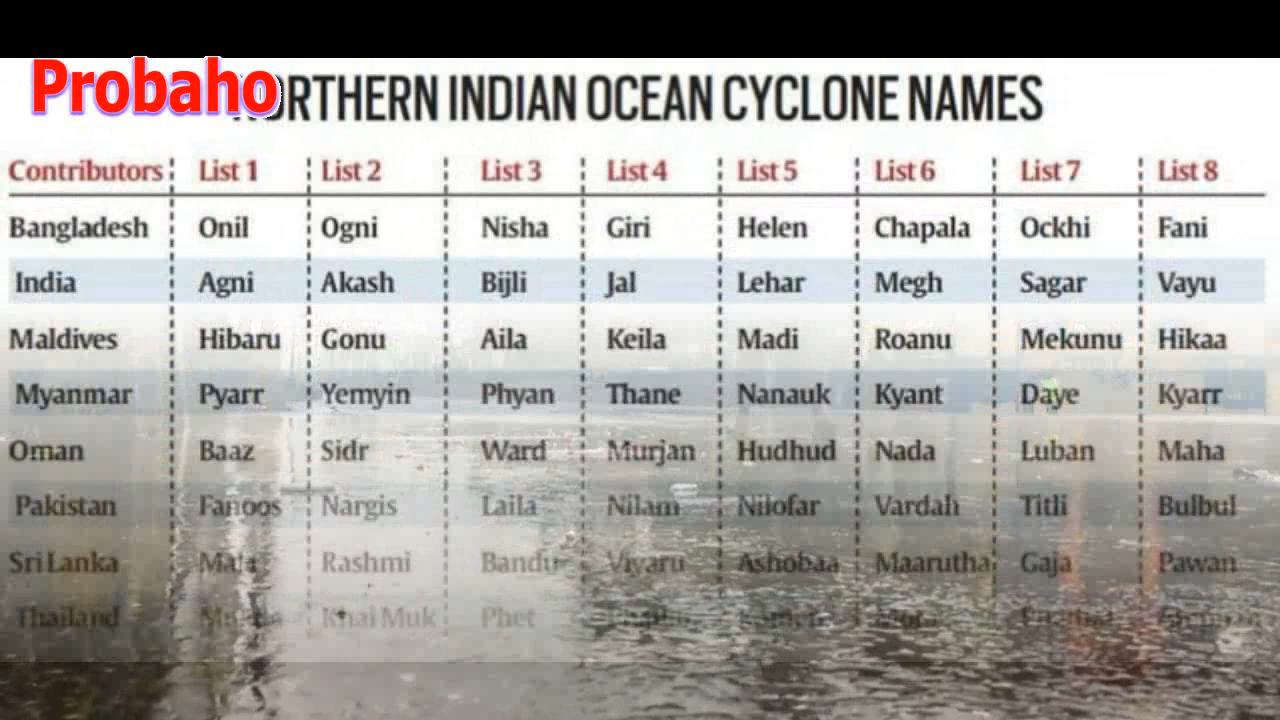 Probaho
NORTHERN INDIAN OCEAN CYCLONE NAMES
Contributors List 1 List 2 List 3 List 4 List 5 List 6 List 7 List 8
Bangladesh Onil Ogni Nisha Giri Helen Chapala Ockhi Fani
India Agni Akash Bijli Jal Lehar Megh Sagar Vayu
Maldives Hibaru Gonu Aila Keila Madi Roanu Mekunu Hikaa
Myanmar Pyarr Yemyin Phyan Thane Nanauk Kyant Daye Kyarr
Oman Baaz Sidr Ward Murjan Hudhud Nada Luban Maha
Pakistan Fanoos Nargis Laila Nilam Nilofar Vardah Titli Bulbul
Sri Lanka Mala Rashmi Bandu Viyaru Ashobaa Maarutha Gaja Pawan
Thailand Khai Muk Phet